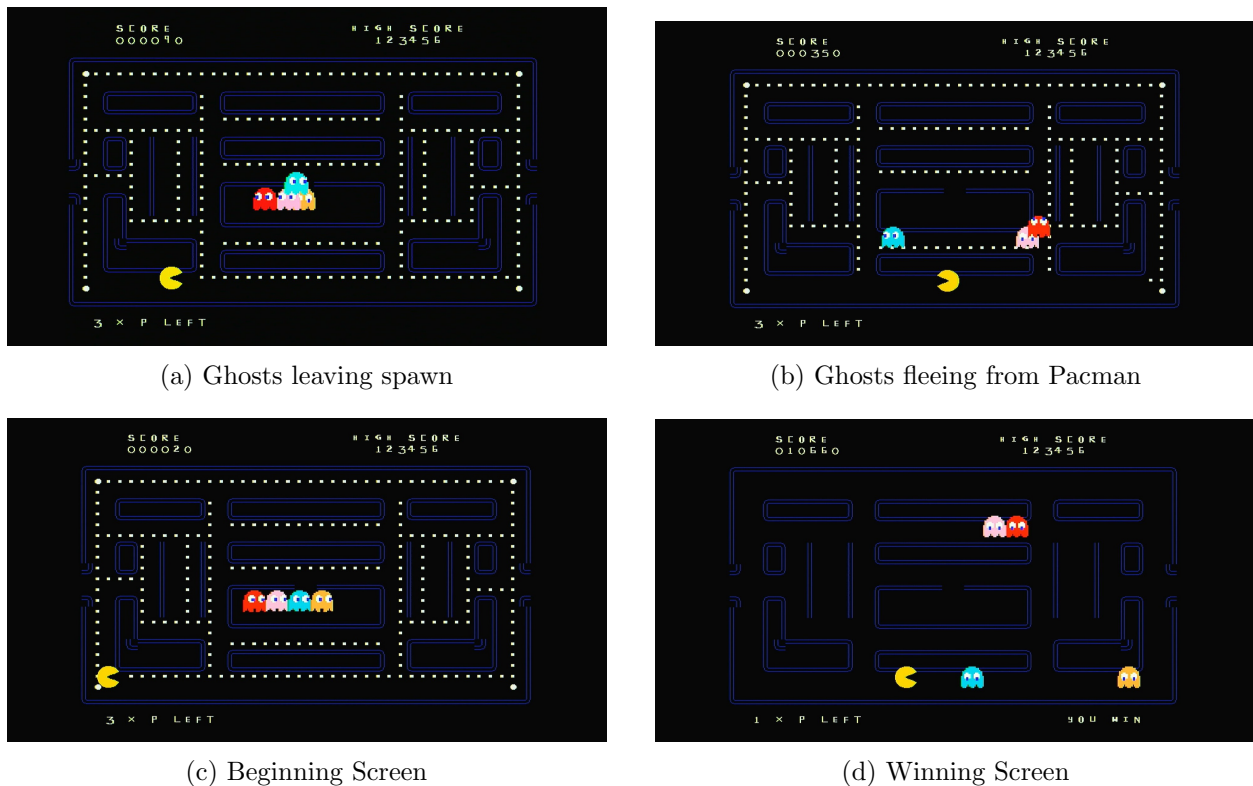 SCORE HIGH SCORE
000090 123456
3 X P LEFT
(a) Ghosts leaving spawn
SCORE HIGH SCORE
000350 123456
3 X P LEFT
(b) Ghosts fleeing from Pacman
SCORE HIGH SCORE
000020 123456
3 X P LEFT
(c) Beginning Screen
SCORE HIGH SCORE
010660 123456
1 X P LEFT YOU WIN
(d) Winning Screen